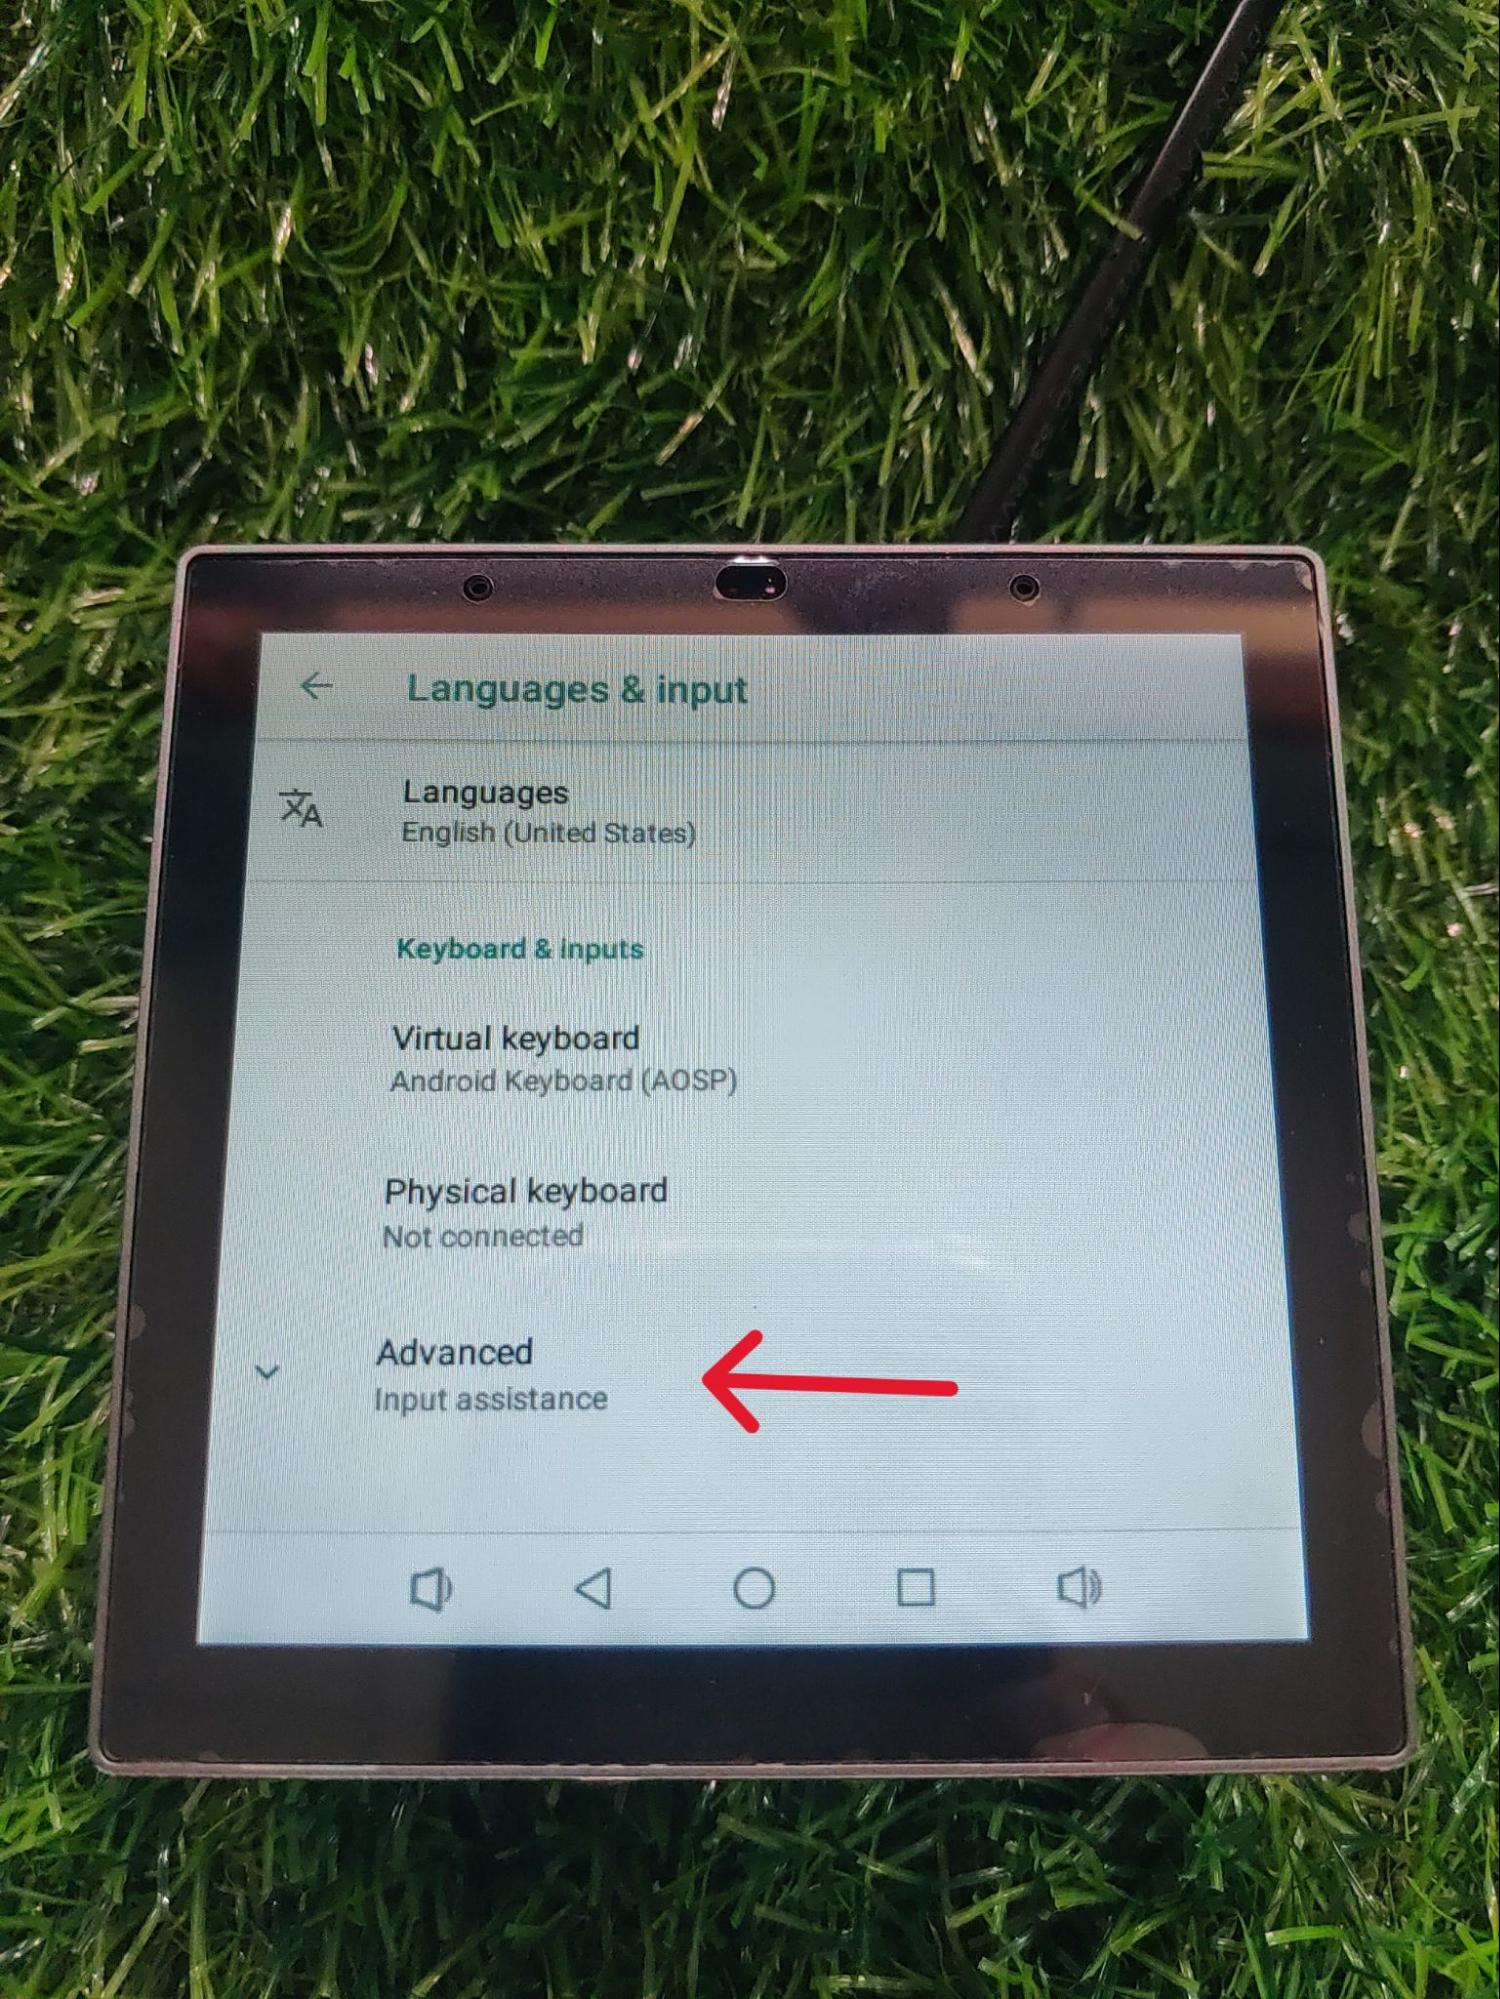 Languages & input
Languages
English (United States)
Keyboard & inputs
Virtual keyboard
Android Keyboard (AOSP)
Physical keyboard
Not connected
Advanced
Input assistance